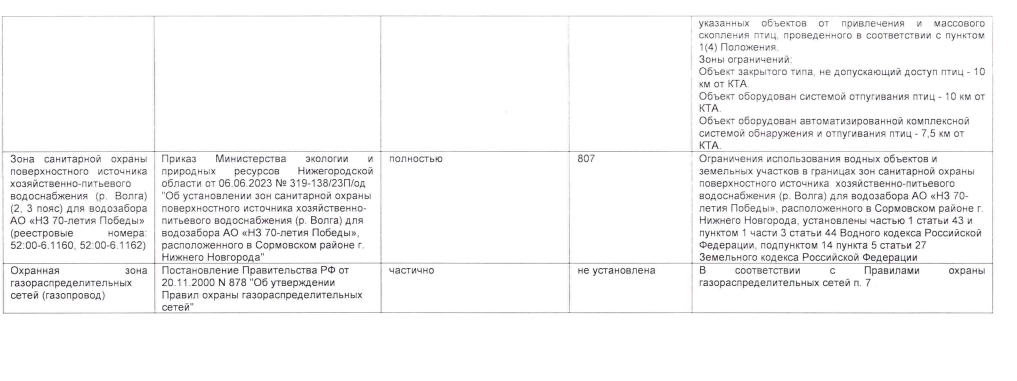 указанных объектов от привлечения и массового
скопления птиц, проведенного в соответствии с пунктом
1(4) Положения.
Зоны ограничений:
Объект закрытого типа, не допускающий доступ птиц - 10
км от КТА.
Объект оборудован системой отпугивания птиц - 10 км от
КТА.
Объект оборудован автоматизированной комплексной
системой обнаружения и отпугивания птиц - 7,5 км от
КТА.
Зона санитарной охраны
поверхностного источника
хозяйственно-питьевого
водоснабжения (р. Волга)
(2, 3 пояс) для водозабора
АО «НЗ 70-летия Победы»
(реестровые номера:
52:00-6.1160, 52:00-6.1162)
Приказ Министерства экологии и
природных ресурсов Нижегородской
области от 06.06.2023 № 319-138/23П/од
"Об установлении зон санитарной охраны
поверхностного источника хозяйственно-
питьевого водоснабжения (р. Волга) для
водозабора АО «НЗ 70-летия Победы»,
расположенного в Сормовском районе г.
Нижнего Новгорода"
полностью
807
Ограничения использования водных объектов и
земельных участков в границах зон санитарной охраны
поверхностного источника хозяйственно-питьевого
водоснабжения (р. Волга) для водозабора АО «НЗ 70-
летия Победы», расположенного в Сормовском районе г.
Нижнего Новгорода, установлены частью 1 статьи 43 и
пунктом 1 части 3 статьи 44 Водного кодекса Российской
Федерации, подпунктом 14 пункта 5 статьи 27
Земельного кодекса Российской Федерации
Охранная зона
газораспределительных
сетей (газопровод)
Постановление Правительства РФ от
20.11.2000 N 878 "Об утверждении
Правил охраны газораспределительных
сетей"
частично
не установлена
В соответствии с Правилами охраны
газораспределительных сетей п. 7